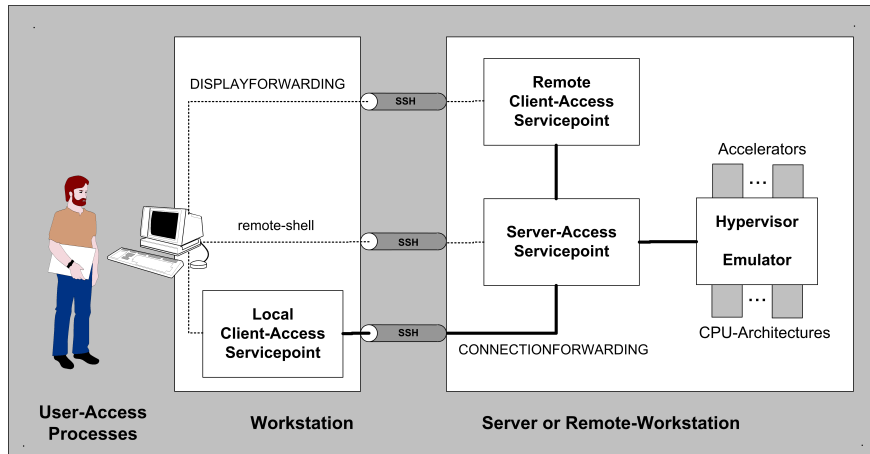 DISPLAYFORWARDING
SSH
Remote
Client-Access
Servicepoint
Accelerators
...
remote-shell
SSH
Server-Access
Servicepoint
Hypervisor
Emulator
...
CPU-Architectures
Local
Client-Access
Servicepoint
SSH
CONNECTIONFORWARDING
User-Access
Processes
Workstation
Server or Remote-Workstation